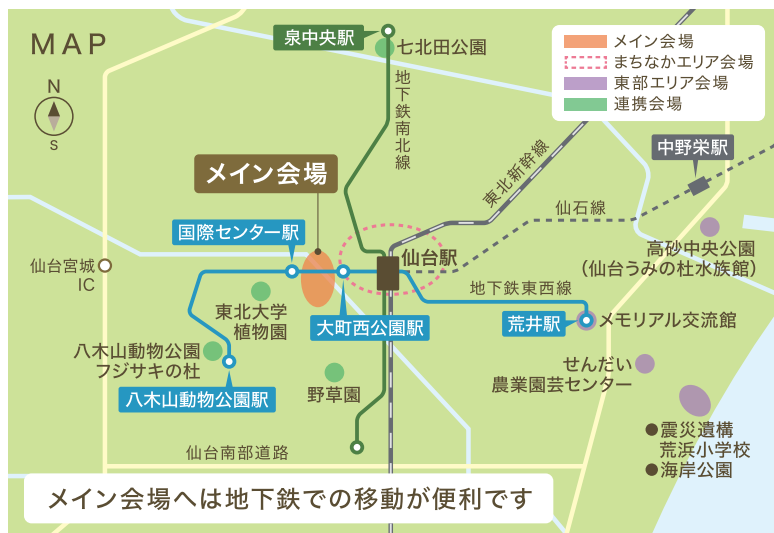 MAP
N
S
泉中央駅
七北田公園
地下鉄南北線
メイン会場
まちなかエリア会場
東部エリア会場
連携会場
中野栄駅
東北新幹線
仙石線
メイン会場
国際センター駅
仙台駅
高砂中央公園
(仙台うみの杜水族館)
仙台宮城
IC
東北大学
植物園
大町西公園駅
地下鉄東西線
荒井駅
メモリアル交流館
八木山動物公園
フジサキの杜
八木山動物公園駅
野草園
せんだい
農業園芸センター
●震災遺構
荒浜小学校
●海岸公園
仙台南部道路
メイン会場へは地下鉄での移動が便利です